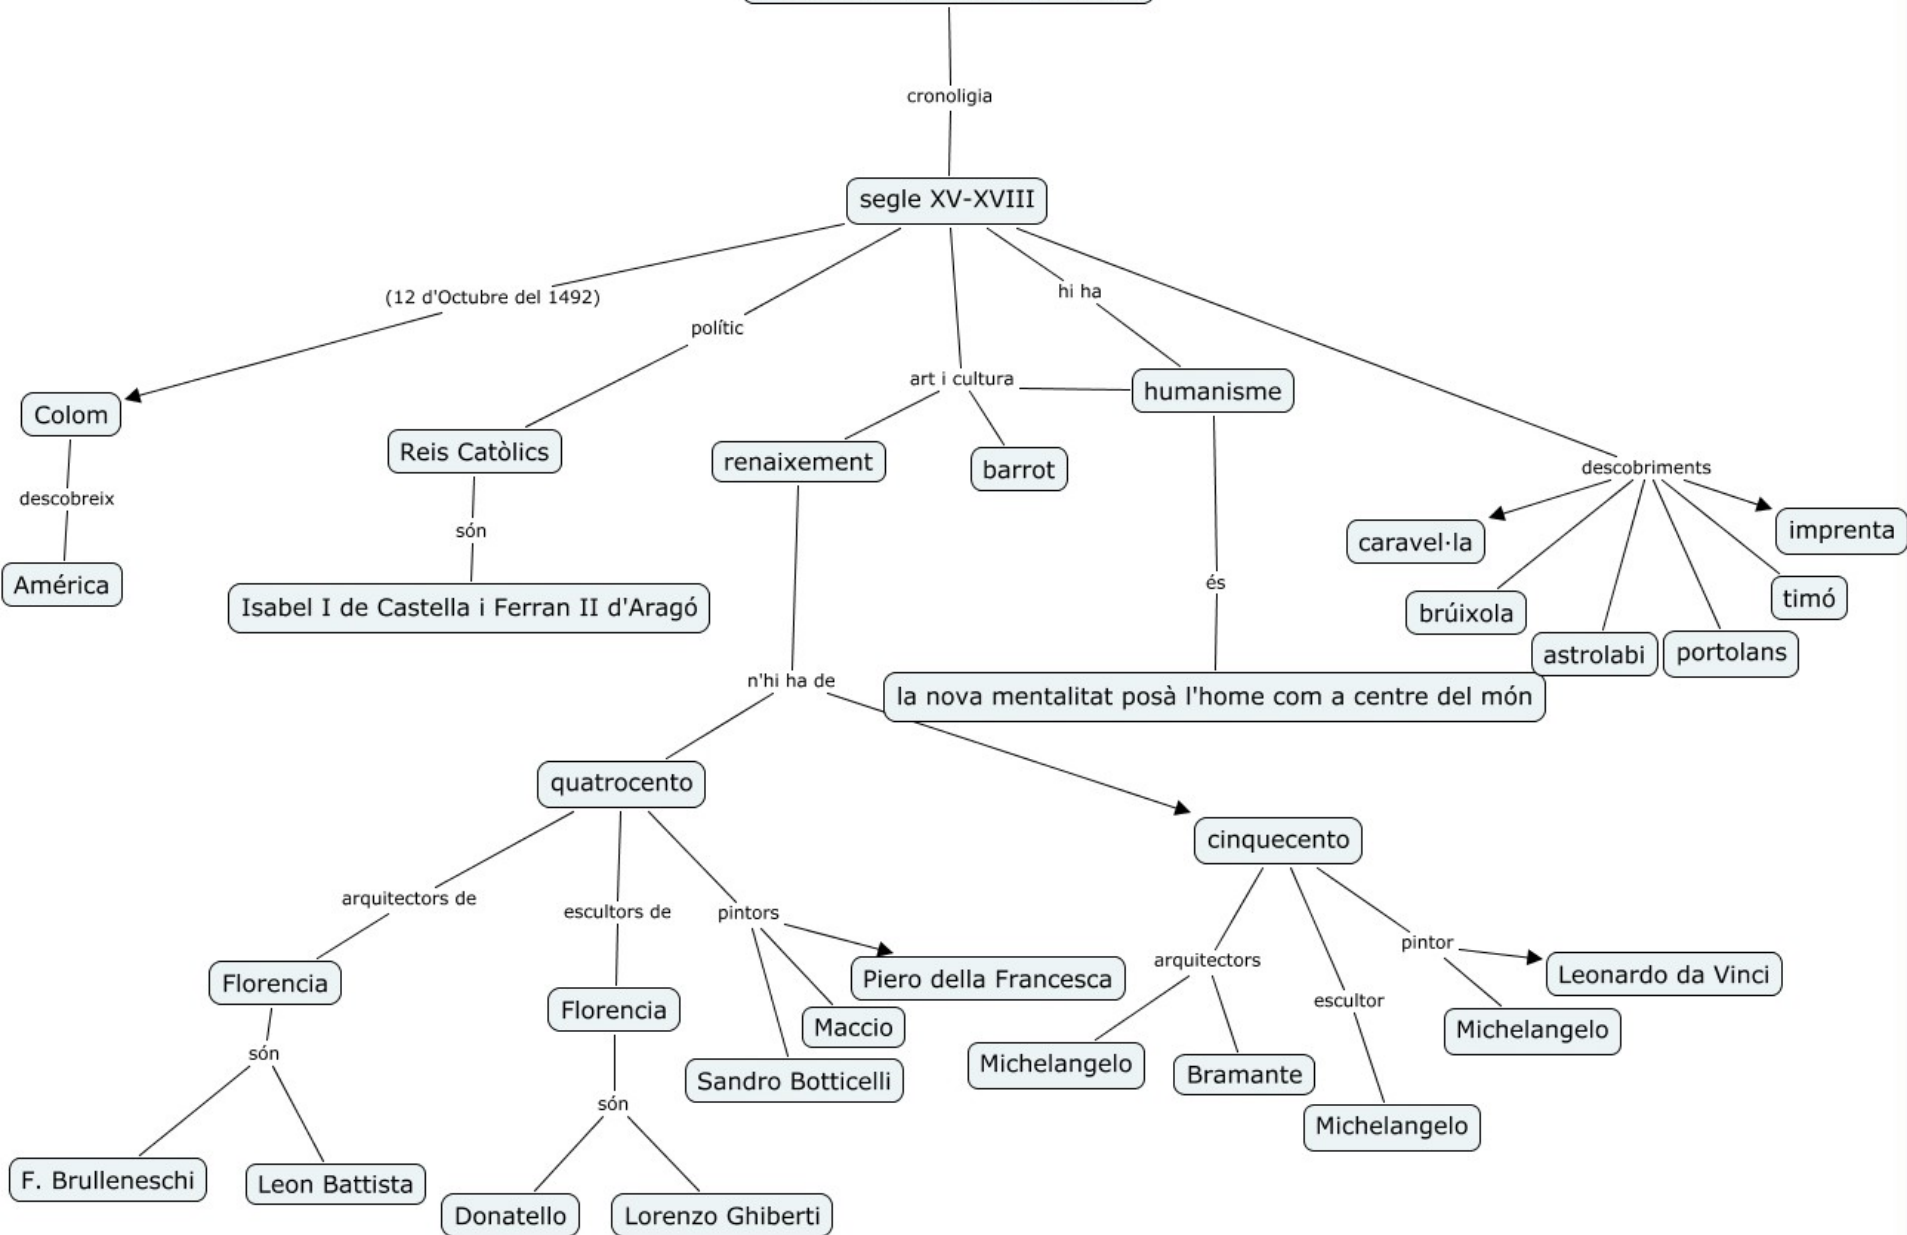 cronoligia
segle XV-XVIII
(12 d'Octubre del 1492)
polític
art i cultura
hi ha
Colom
descobreix
América
Reis Catòlics
són
Isabel I de Castella i Ferran II d'Aragó
renaixement
barrot
humanisme
és
la nova mentalitat posà l'home com a centre del món
descobriments
caravel·la
brúixola
astrolabi
portolans
timó
imprenta
n'hi ha de
quatrocento
arquitectors de
Florencia
són
F. Brulleneschi
Leon Battista
escultors de
Florencia
són
Donatello
Lorenzo Ghiberti
pintors
Piero della Francesca
Maccio
Sandro Botticelli
cinquecento
arquitectors
Michelangelo
Bramante
escultor
Michelangelo
pintor
Leonardo da Vinci
Michelangelo